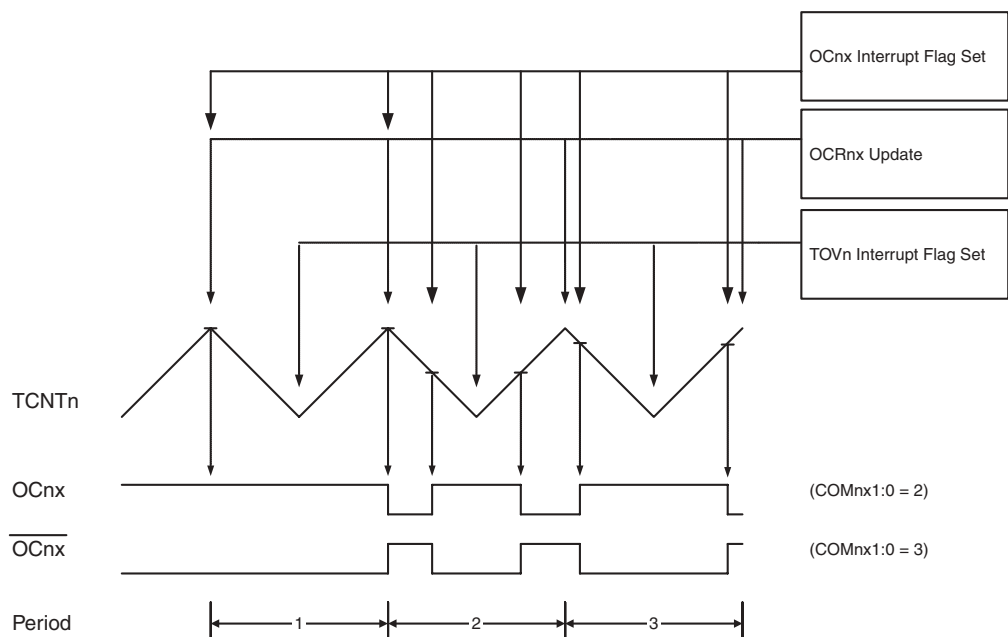 OCnx Interrupt Flag Set
OCRnx Update
TOVn Interrupt Flag Set
TCNTn
OCnx
(COMnx1:0 = 2)
OCnx
(COMnx1:0 = 3)
Period
1
2
3